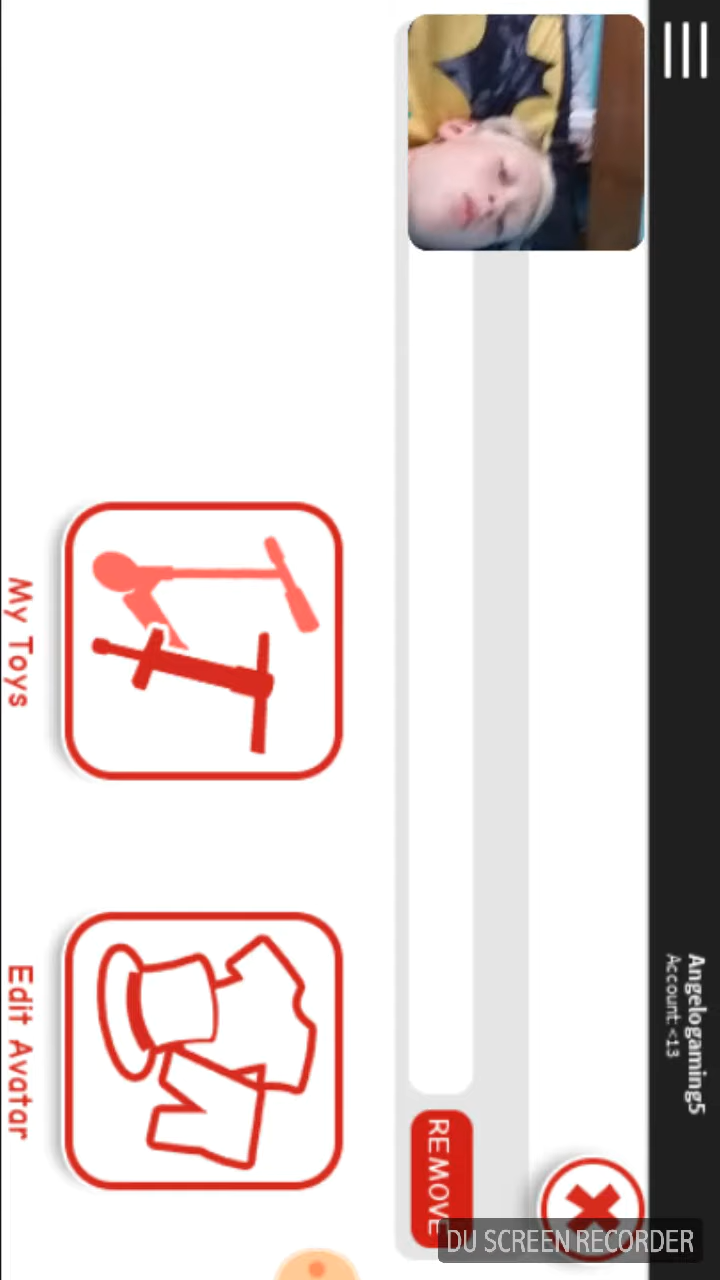 Angelogaming5
Account: <13
REMOVE
My Toys
Edit Avatar
DU SCREEN RECORDER